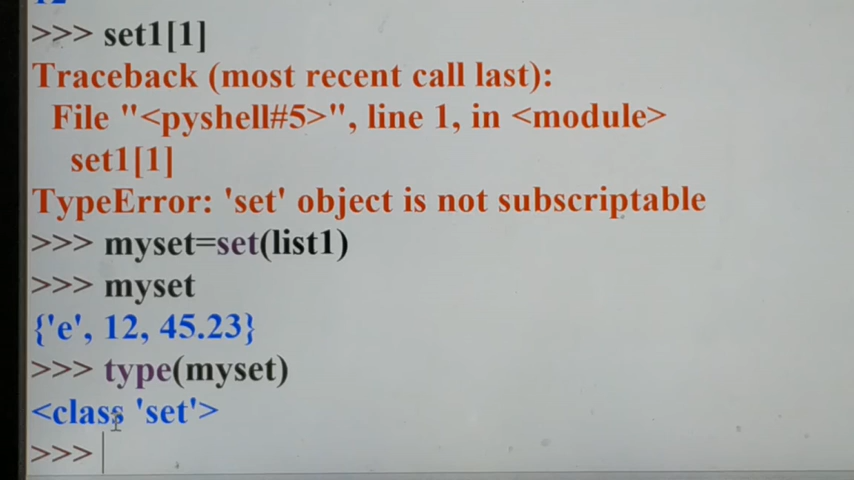 >>> set1[1]
Traceback (most recent call last):
File "<pyshell#5>", line 1, in <module>
set1[1]
TypeError: 'set' object is not subscriptable
>>> myset=set(list1)
>>> myset
{'e', 12, 45.23}
>>> type(myset)
<class 'set'>
>>>